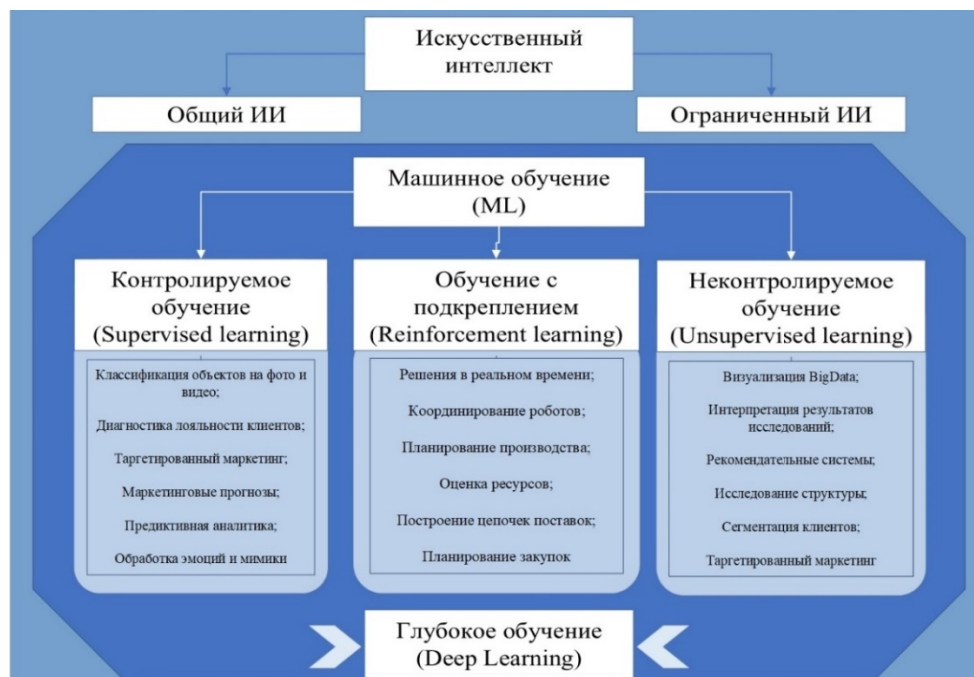 Искусственный
интеллект
Общий ИИ
Ограниченный ИИ
Машинное обучение
(ML)
Контролируемое
обучение
(Supervised learning)
Классификация объектов на фото и
видео;
Диагностика лояльности клиентов;
Таргетированный маркетинг;
Маркетинговые прогнозы;
Предиктивная аналитика;
Обработка эмоций и мимики
Обучение с
подкреплением
(Reinforcement learning)
Решения в реальном времени;
Координирование роботов;
Планирование производства;
Оценка ресурсов;
Построение цепочек поставок;
Планирование закупок
Неконтролируемое
обучение
(Unsupervised learning)
Визуализация BigData;
Интерпретация результатов
исследований;
Рекомендательные системы;
Исследование структуры;
Сегментация клиентов;
Таргетированный маркетинг
Глубокое обучение
(Deep Learning)